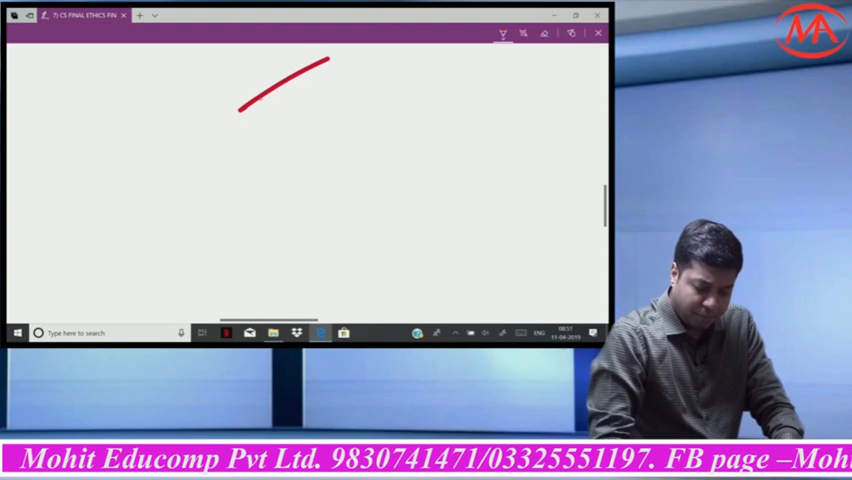 7) CS FINAL ETHICS FIN
MA
Type here to search
ENG
08:51
11-04-2019
Mohit Educomp Pvt Ltd. 9830741471/03325551197. FB page –Moh